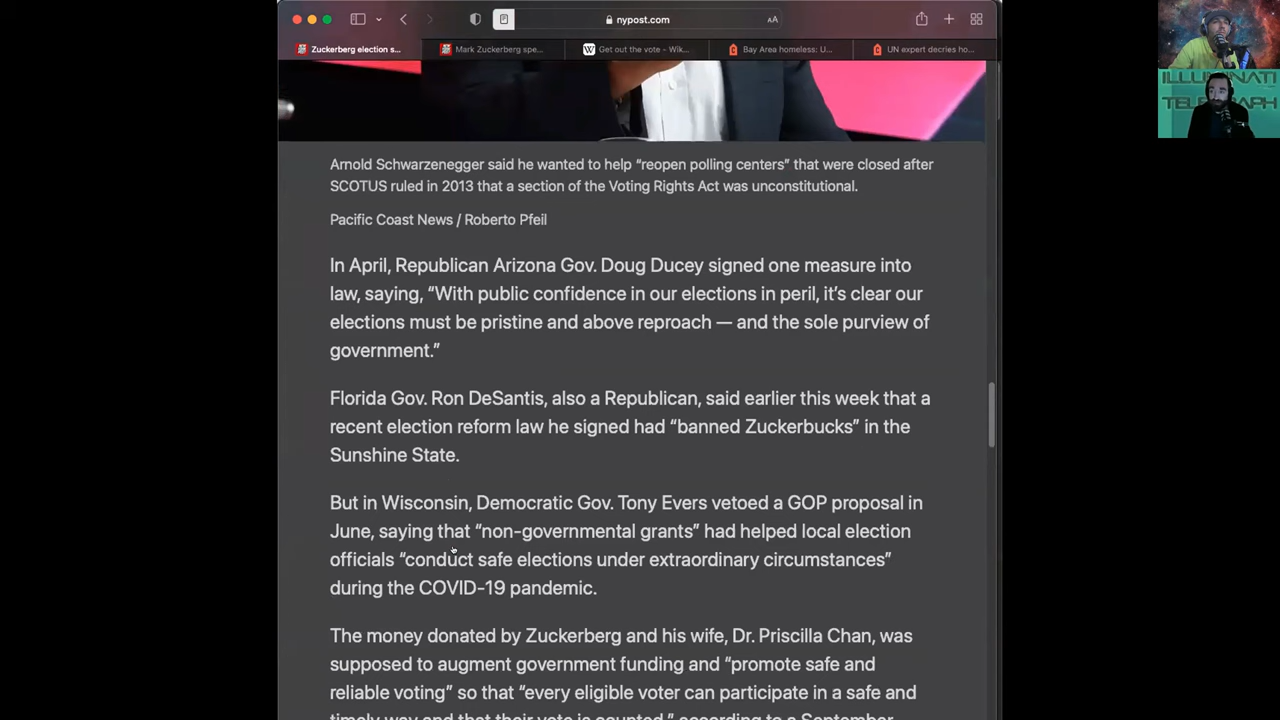 nypost.com
AA
Zuckerberg election s...
Mark Zuckerberg spe...
W Get out the vote - Wik...
Bay Area homeless: U...
UN expert decries ho...
ILLUMINATI
TELEGRAPH
Arnold Schwarzenegger said he wanted to help “reopen polling centers” that were closed after
SCOTUS ruled in 2013 that a section of the Voting Rights Act was unconstitutional.
Pacific Coast News / Roberto Pfeil
In April, Republican Arizona Gov. Doug Ducey signed one measure into
law, saying, “With public confidence in our elections in peril, it’s clear our
elections must be pristine and above reproach — and the sole purview of
government.”
Florida Gov. Ron DeSantis, also a Republican, said earlier this week that a
recent election reform law he signed had “banned Zuckerbucks” in the
Sunshine State.
But in Wisconsin, Democratic Gov. Tony Evers vetoed a GOP proposal in
June, saying that “non-governmental grants” had helped local election
officials “conduct safe elections under extraordinary circumstances”
during the COVID-19 pandemic.
The money donated by Zuckerberg and his wife, Dr. Priscilla Chan, was
supposed to augment government funding and “promote safe and
reliable voting” so that “every eligible voter can participate in a safe and
timely way and that their vote is counted,” according to a September